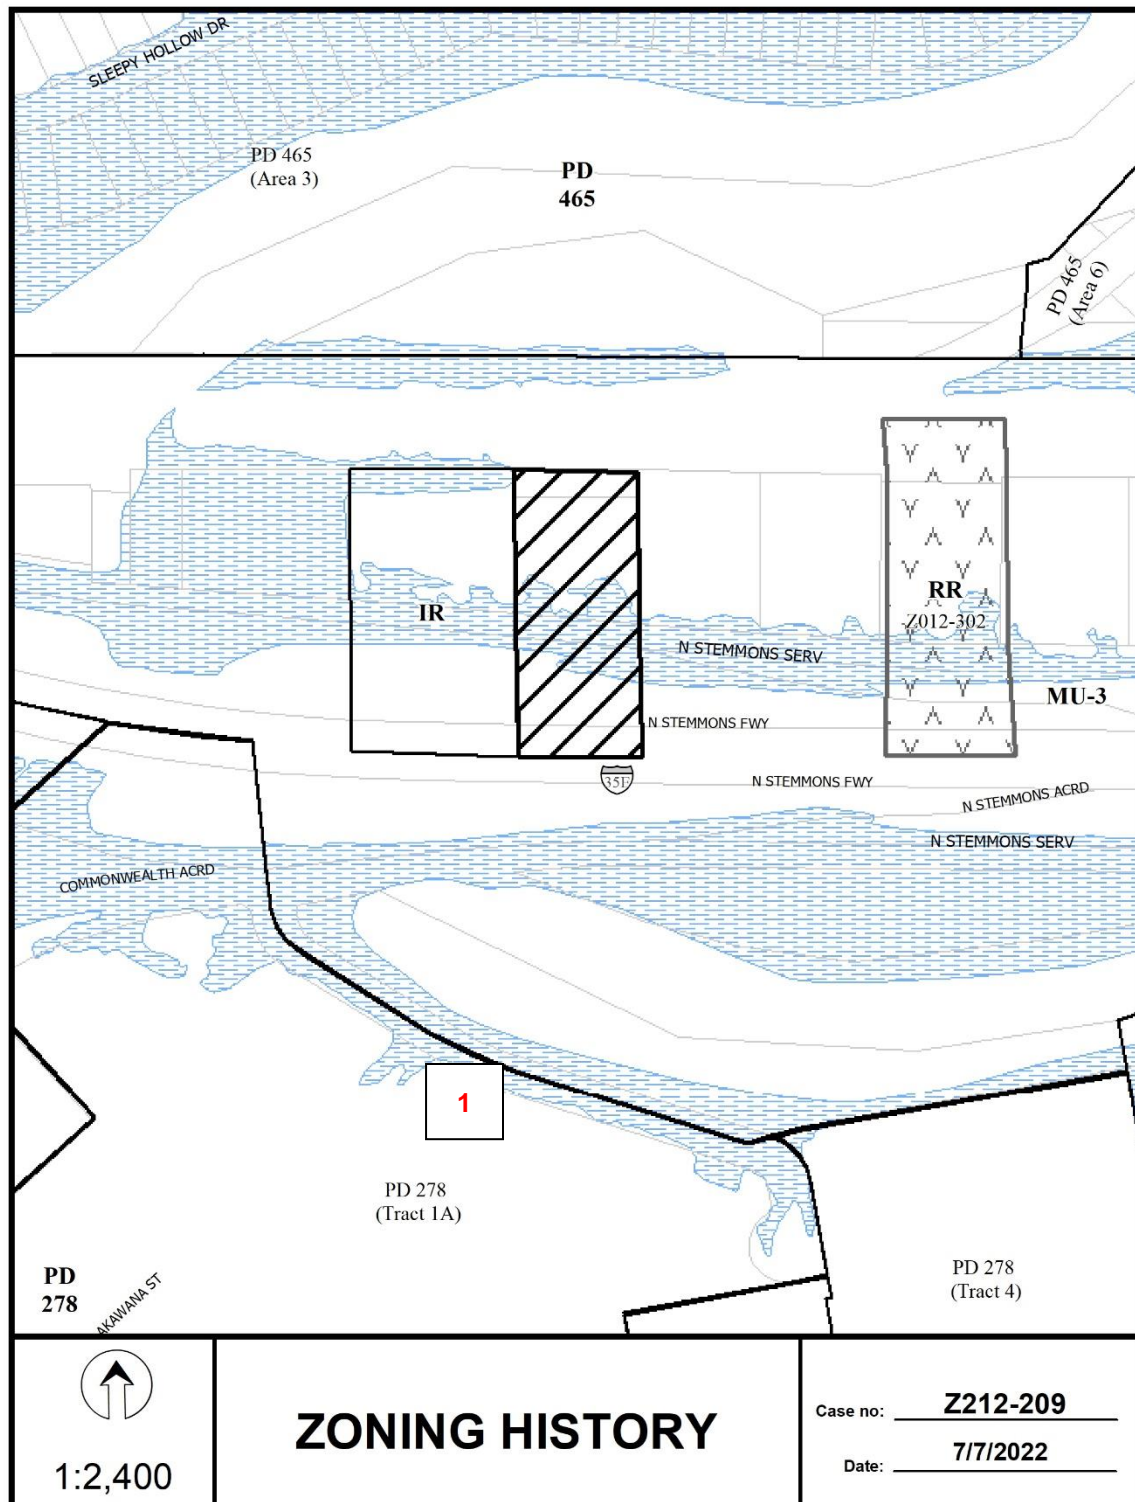 SLEEPY HOLLOW DR
PD 465
(Area 3)
PD
465
PD 465
(Area 6)
IR
RR
Z012-302
N STEMMONS SERV
MU-3
N STEMMONS FWY
35E
N STEMMONS FWY
N STEMMONS ACRD
N STEMMONS SERV
COMMONWEALTH ACRD
1
PD 278
(Tract 1A)
PD
278
AKAWANA ST
PD 278
(Tract 4)
1:2,400
ZONING HISTORY
Case no: Z212-209
Date: 7/7/2022